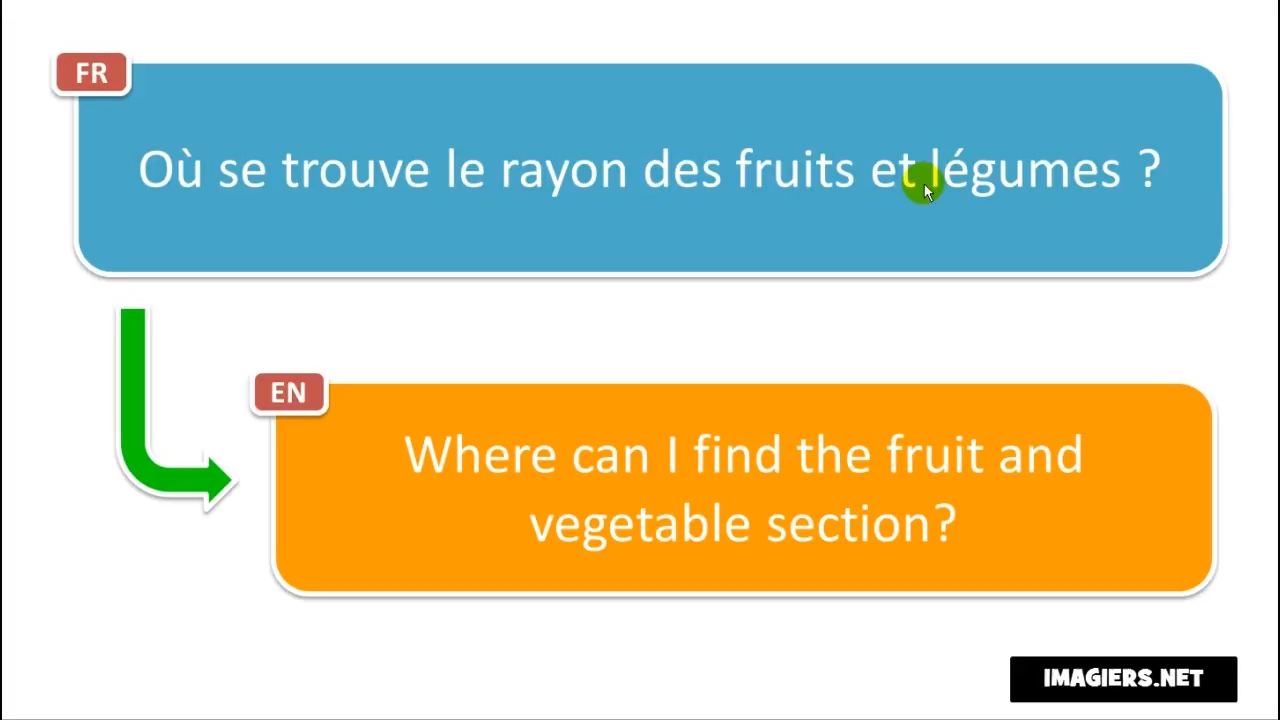 FR
Où se trouve le rayon des fruits et légumes ?
EN
Where can I find the fruit and
vegetable section?
IMAGIERS.NET